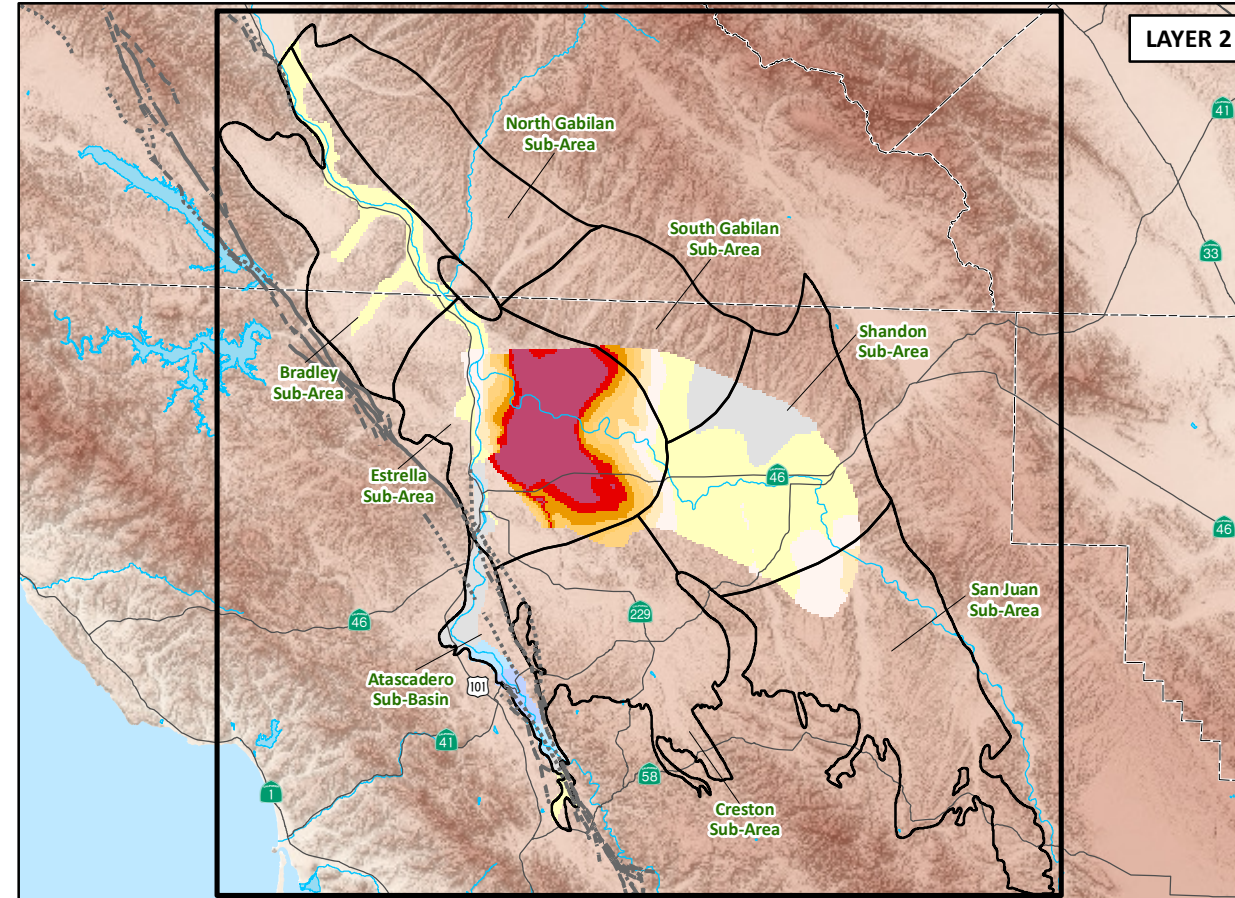 LAYER 2
41
North Gabilan
Sub-Area
South Gabilan
Sub-Area
33
Shandon
Sub-Area
Bradley
Sub-Area
Estrella
Sub-Area
46
46
San Juan
Sub-Area
229
46
Atascadero
Sub-Basin
101
41
58
1
Creston
Sub-Area